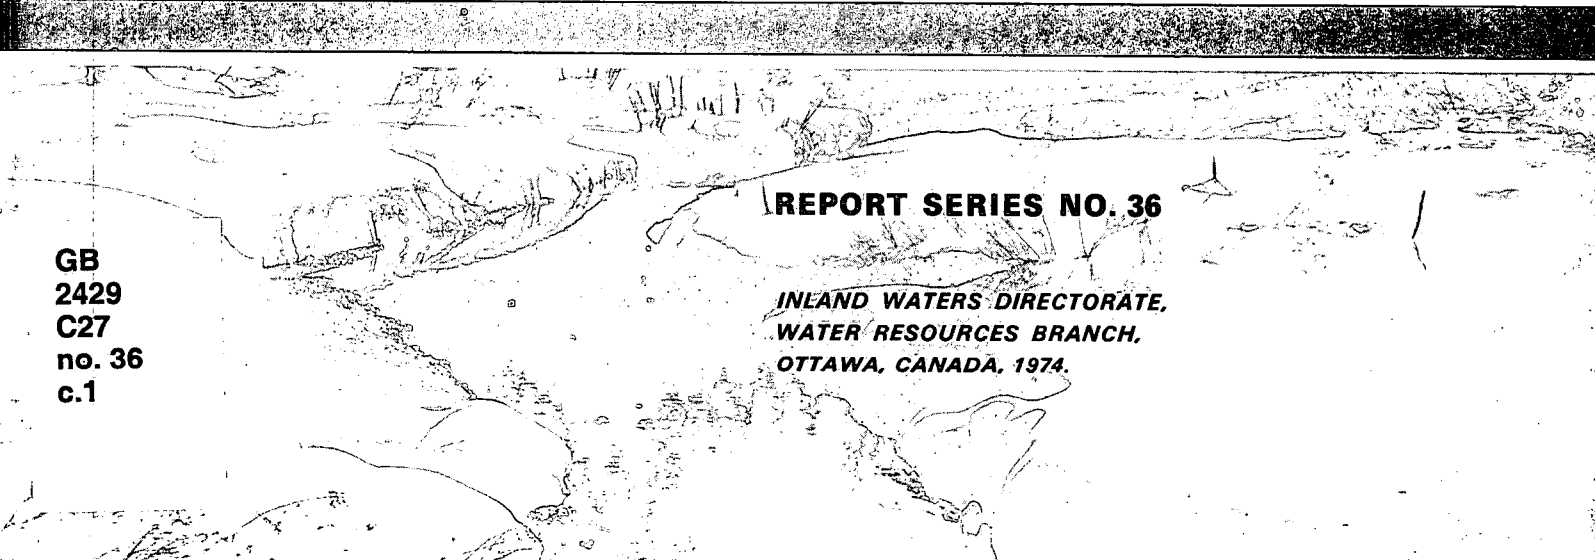 REPORT SERIES NO. 36
GB
2429
C27
no. 36
c.1
INLAND WATERS DIRECTORATE,
WATER RESOURCES BRANCH,
OTTAWA, CANADA, 1974.